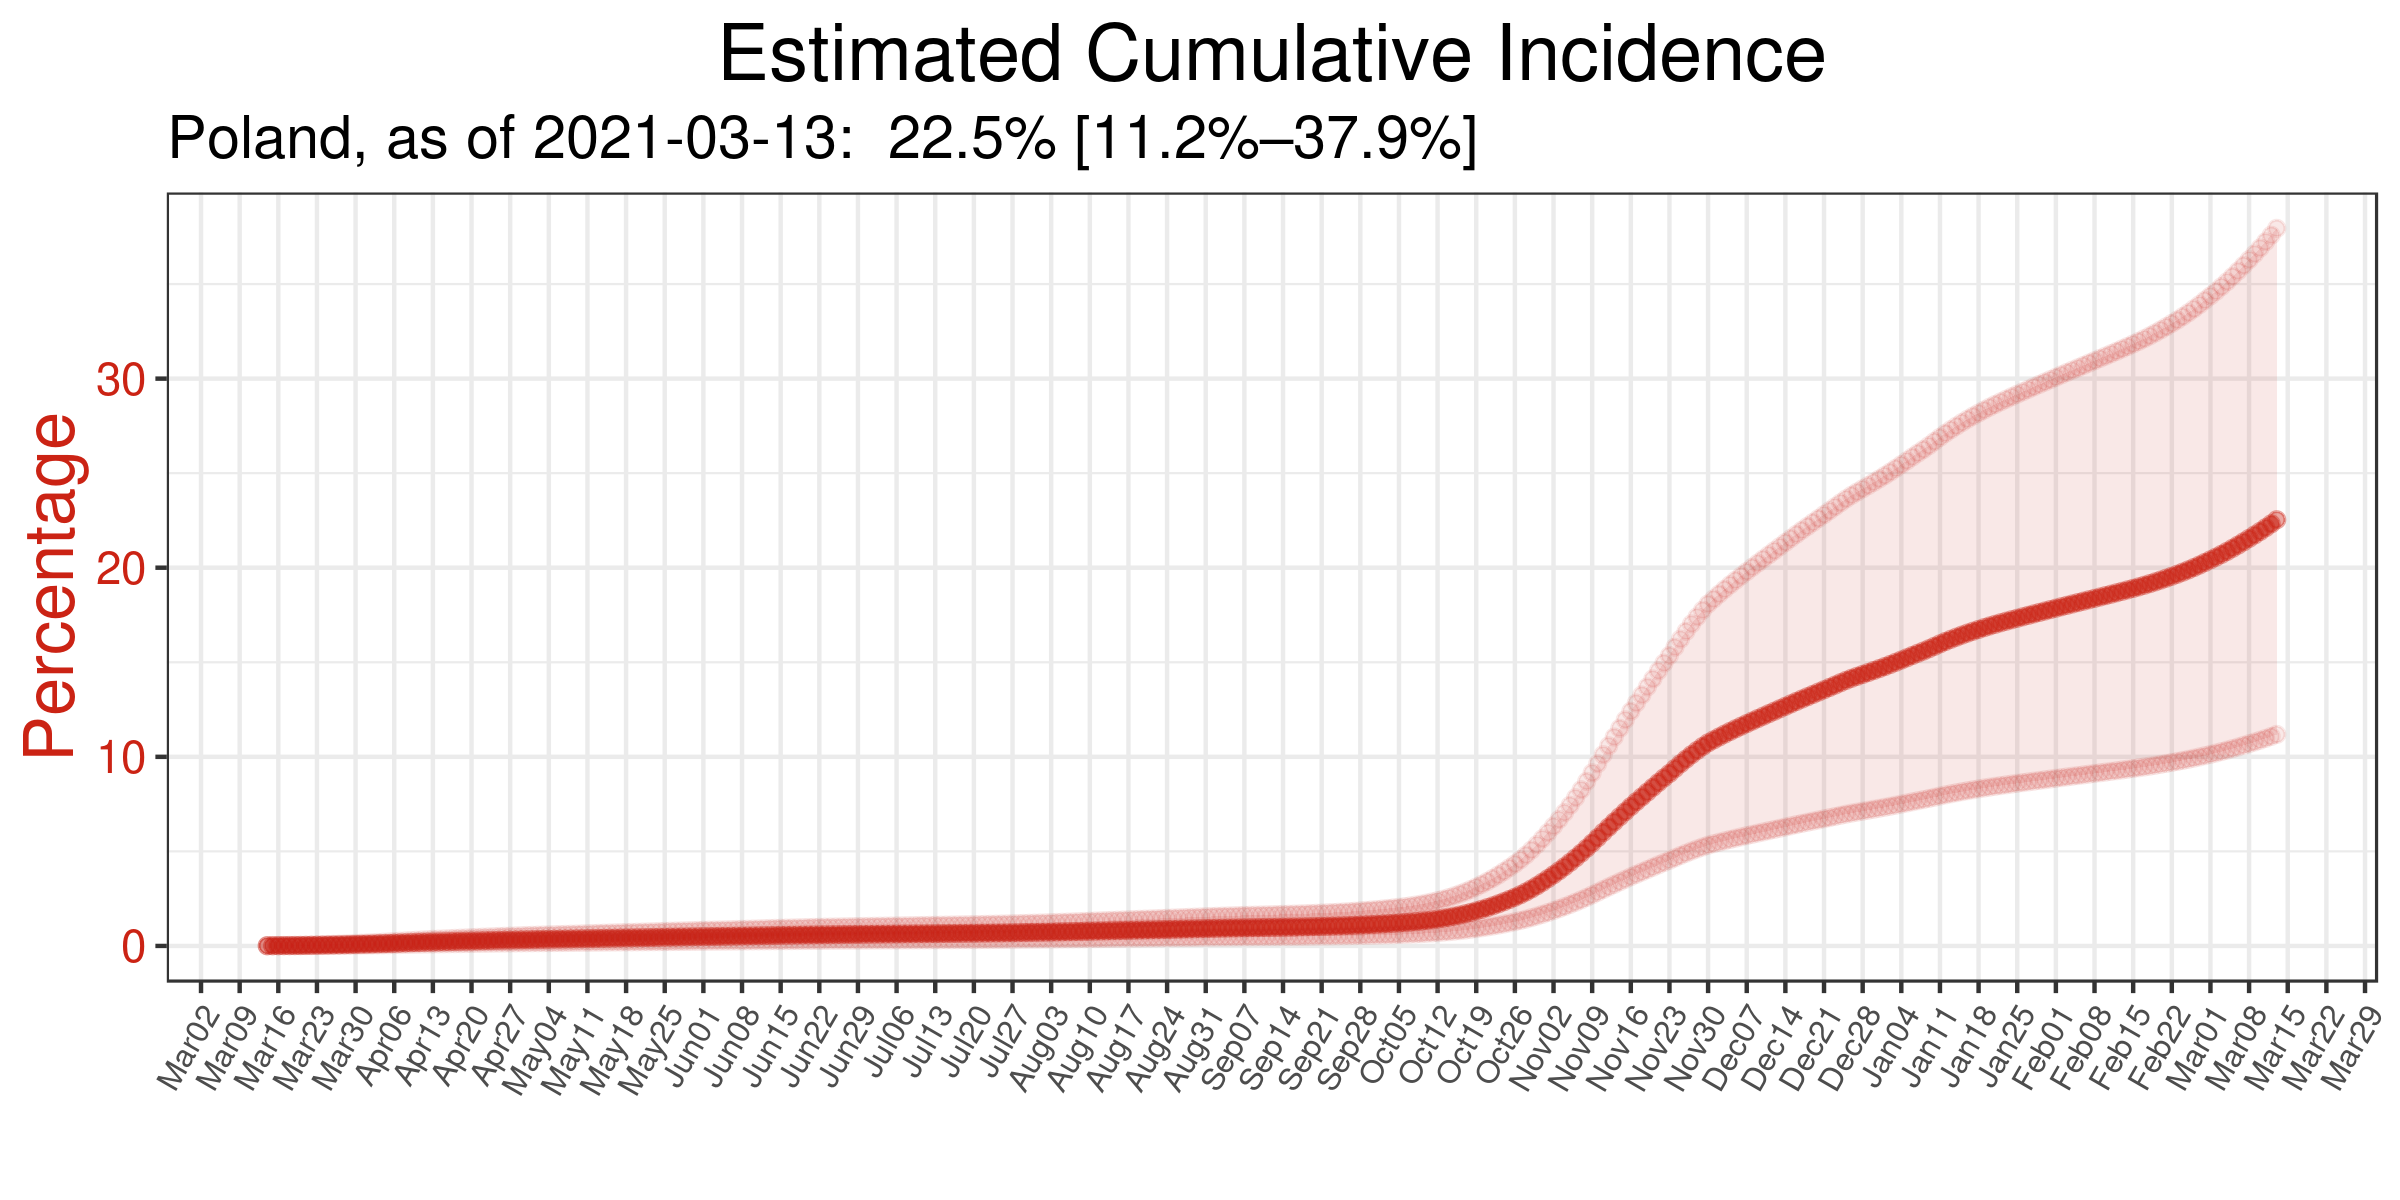 Estimated Cumulative Incidence
Poland, as of 2021-03-13:  22.5% [11.2%–37.9%]
Percentage
30
20
10
0
Mar02
Mar09
Mar16
Mar23
Mar30
Apr06
Apr13
Apr20
Apr27
May04
May11
May18
May25
Jun01
Jun08
Jun15
Jun22
Jun29
Jul06
Jul13
Jul20
Jul27
Aug03
Aug10
Aug17
Aug24
Aug31
Sep07
Sep14
Sep21
Sep28
Oct05
Oct12
Oct19
Oct26
Nov02
Nov09
Nov16
Nov23
Nov30
Dec07
Dec14
Dec21
Dec28
Jan04
Jan11
Jan18
Jan25
Feb01
Feb08
Feb15
Feb22
Mar01
Mar08
Mar15
Mar22
Mar29